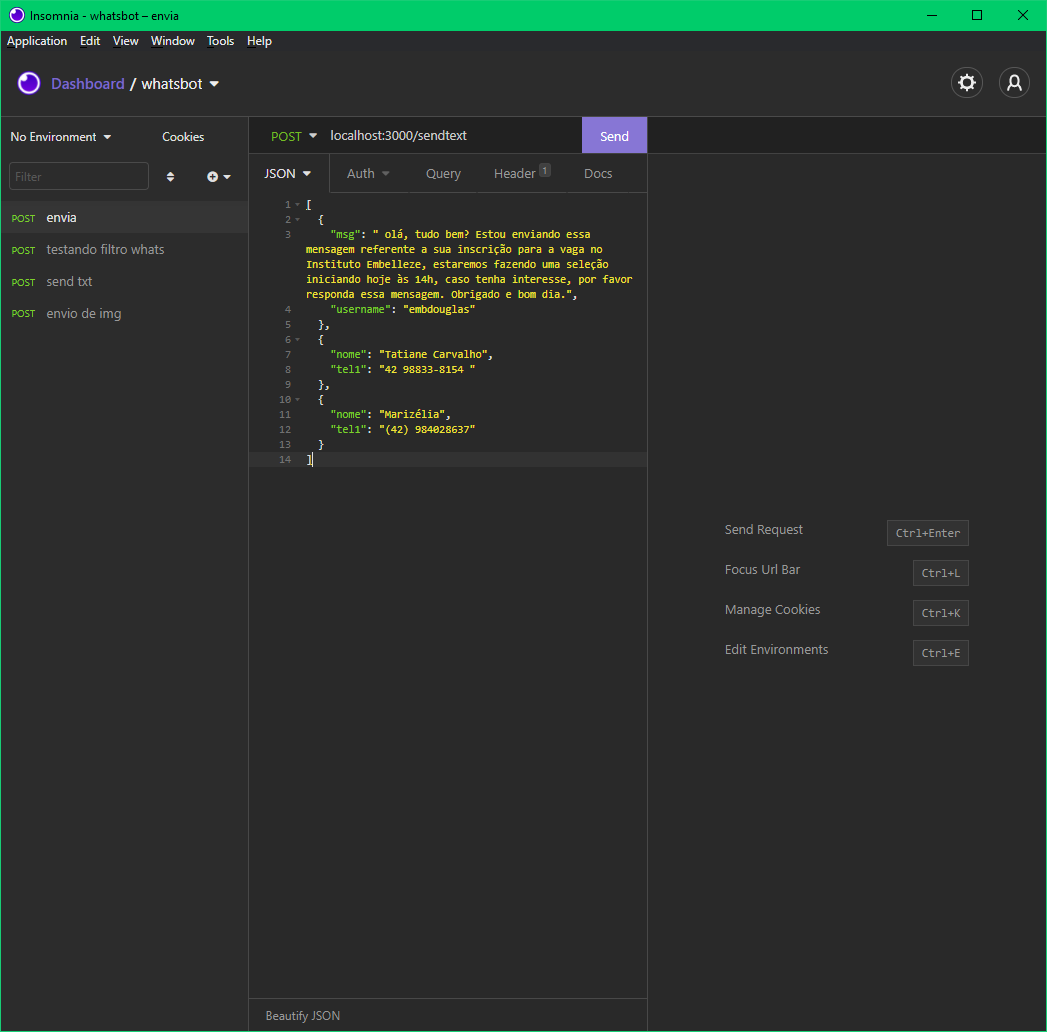 Insomnia - whatsbot – envia
Application Edit View Window Tools Help
Dashboard / whatsbot
No Environment Cookies
Filter
POST envia
POST testando filtro whats
POST send txt
POST envio de img
POST localhost:3000/sendtext Send
JSON Auth Query Header 1 Docs
1 [
2 {
3 "msg": " olá, tudo bem? Estou enviando essa
mensagem referente a sua inscrição para a vaga no
Instituto Embelleze, estaremos fazendo uma seleção
iniciando hoje às 14h, caso tenha interesse, por favor
responda essa mensagem. Obrigado e bom dia.",
4 "username": "embdouglas"
5 },
6 {
7 "nome": "Tatiane Carvalho",
8 "tel1": "42 98833-8154 "
9 },
10 {
11 "nome": "Marizélia",
12 "tel1": "(42) 984028637"
13 }
14 ]
Beautify JSON
Send Request Ctrl+Enter
Focus Url Bar Ctrl+L
Manage Cookies Ctrl+K
Edit Environments Ctrl+E